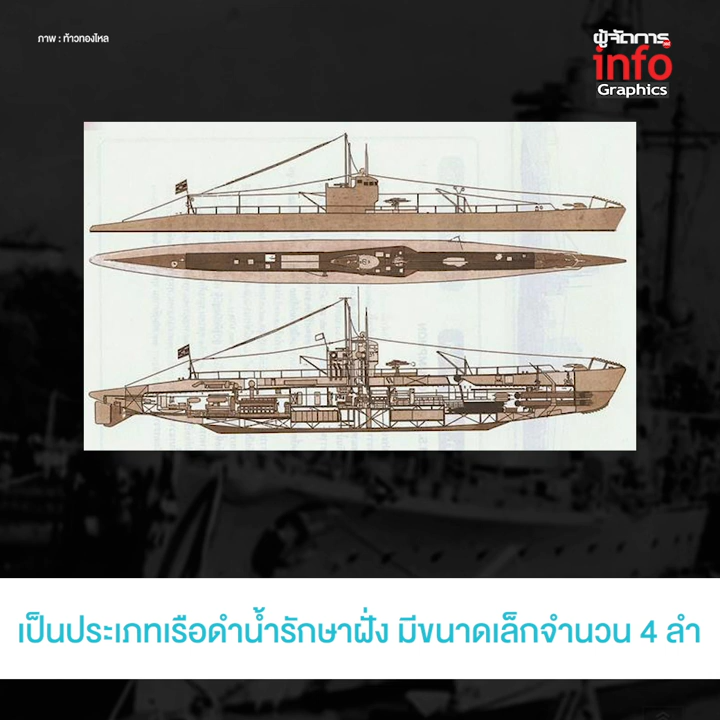 ภาพ : ท้าวทองไหล
ผู้จัดการ
360
info
Graphics
เป็นประเภทเรือดำน้ำรักษาฝั่ง มีขนาดเล็กจำนวน 4 ลำ